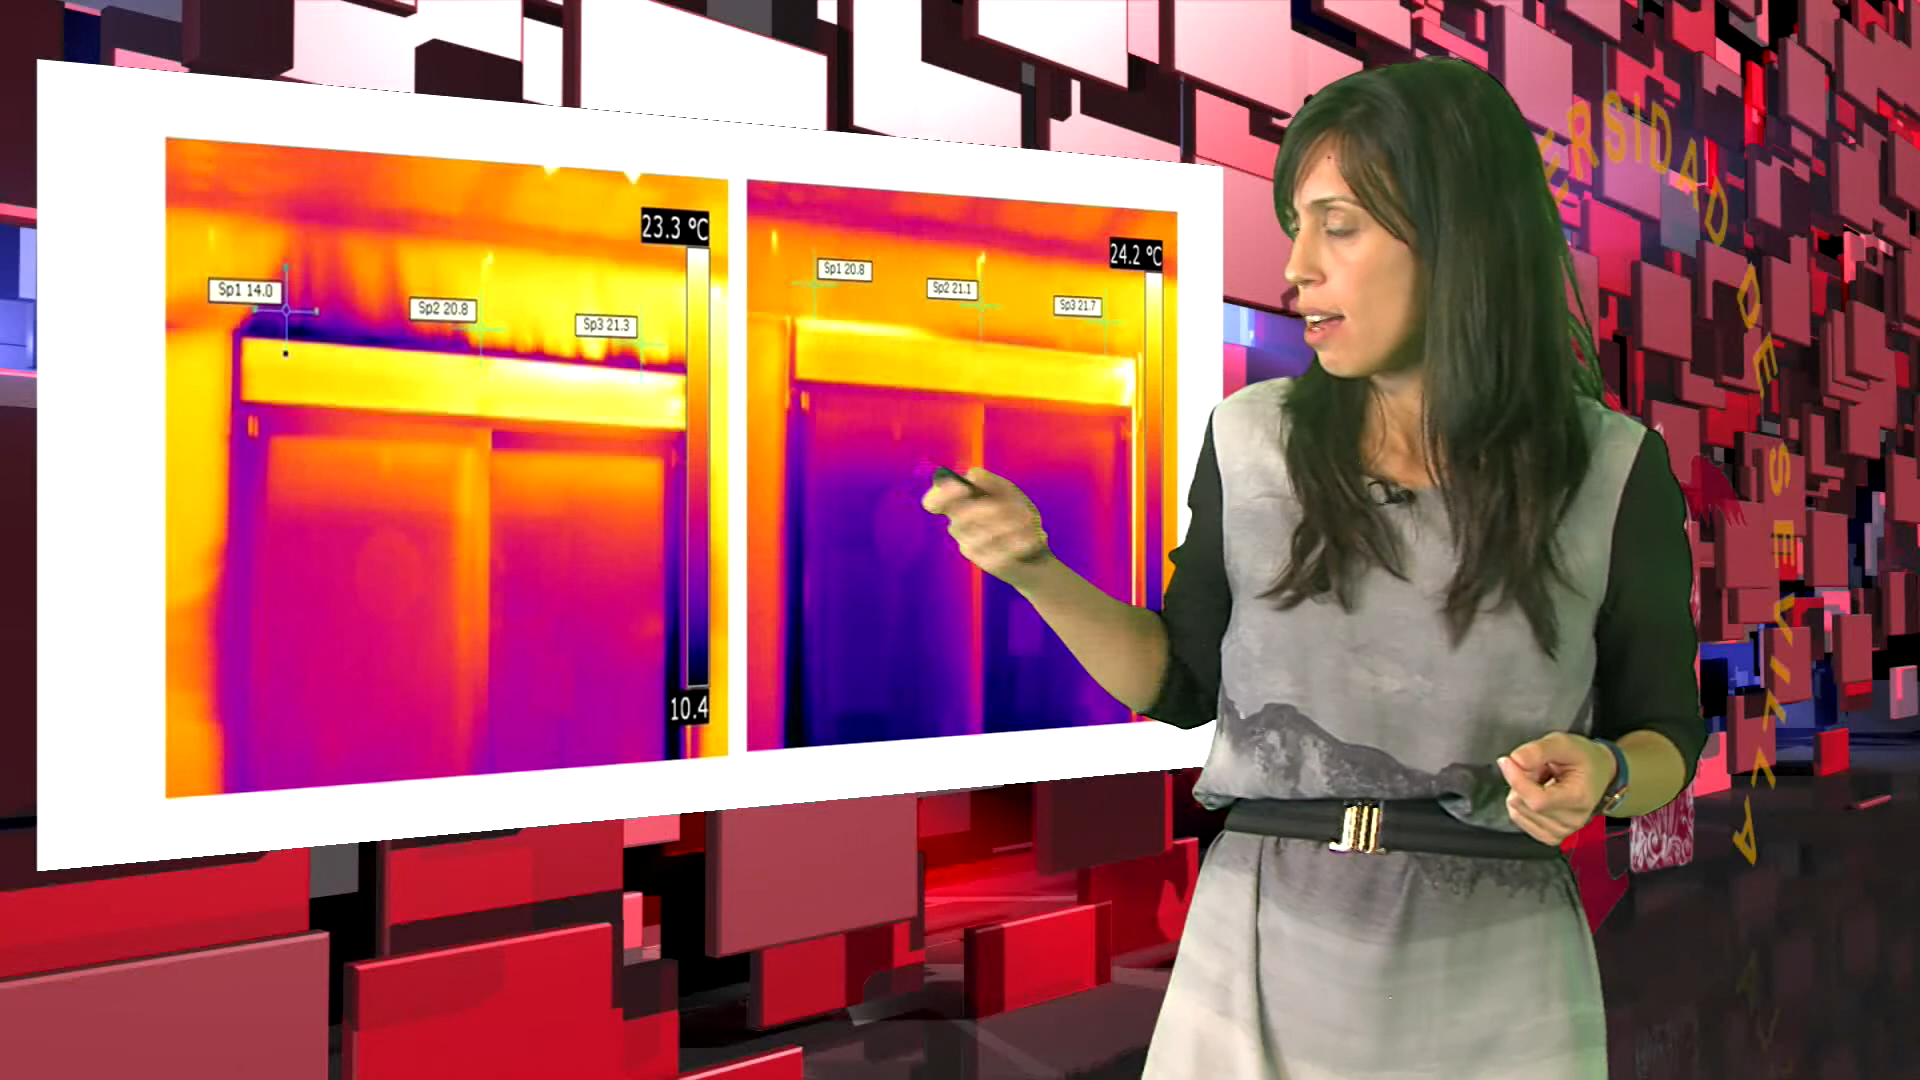 23.3 °C
Sp1 14.0
Sp2 20.8
Sp3 21.3
10.4
24.2 °C
Sp1 20.8
Sp2 21.1
Sp3 21.7
ERSIDAD DE SEVILLA